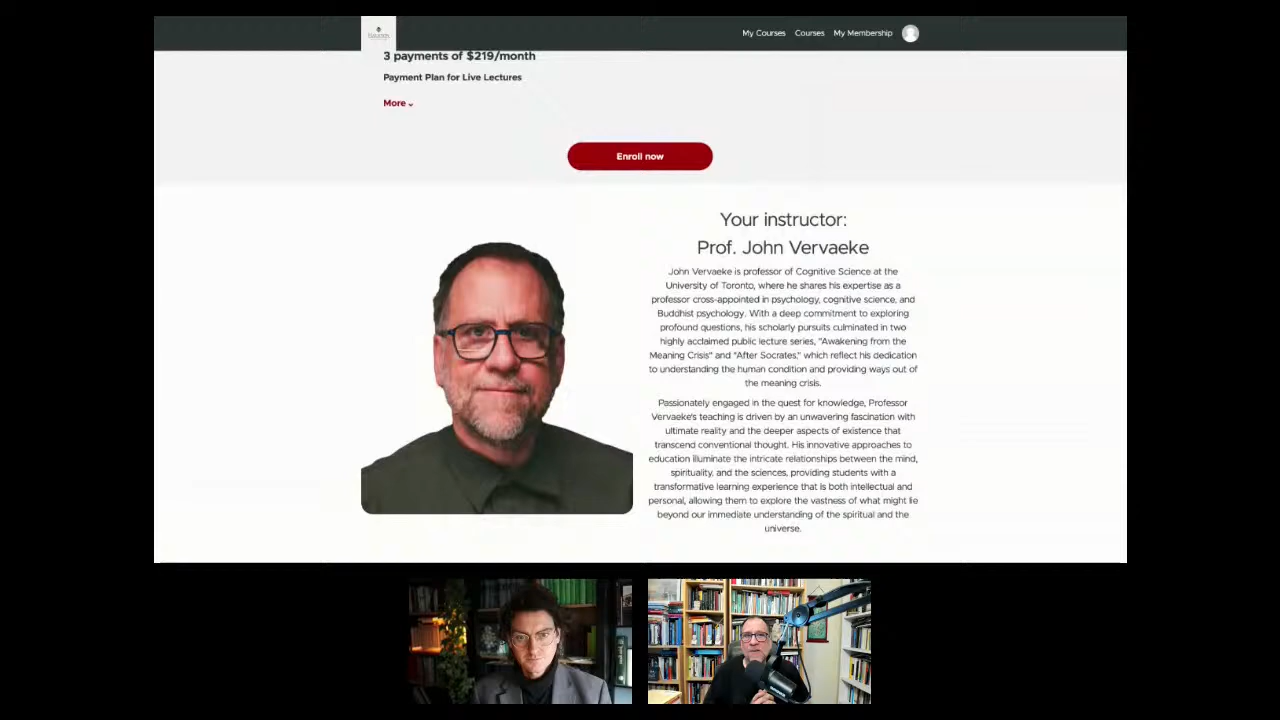 My Courses Courses My Membership
3 payments of $219/month
Payment Plan for Live Lectures
More
Enroll now
Your instructor:
Prof. John Vervaeke
John Vervaeke is professor of Cognitive Science at the
University of Toronto, where he shares his expertise as a
professor cross-appointed in psychology, cognitive science, and
Buddhist psychology. With a deep commitment to exploring
profound questions, his scholarly pursuits culminated in two
highly acclaimed public lecture series, "Awakening from the
Meaning Crisis" and "After Socrates," which reflect his dedication
to understanding the human condition and providing ways out of
the meaning crisis.
Passionately engaged in the quest for knowledge, Professor
Vervaeke's teaching is driven by an unwavering fascination with
ultimate reality and the deeper aspects of existence that
transcend conventional thought. His innovative approaches to
education illuminate the intricate relationships between the mind,
spirituality, and the sciences, providing students with a
transformative learning experience that is both intellectual and
personal, allowing them to explore the vastness of what might lie
beyond our immediate understanding of the spiritual and the
universe.